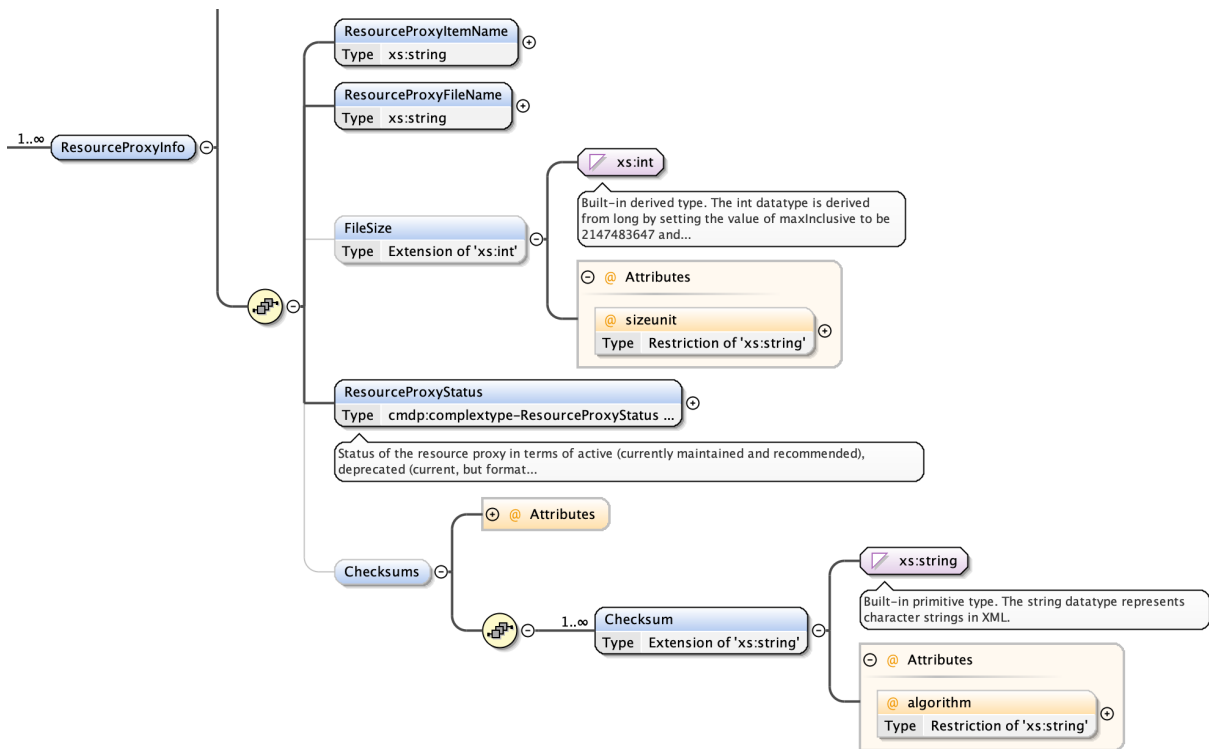 ResourceProxyItemName
Type xs:string
ResourceProxyFileName
Type xs:string
1..∞
ResourceProxyInfo
xs:int
Built-in derived type. The int datatype is derived
from long by setting the value of maxInclusive to be
2147483647 and...
FileSize
Type Extension of 'xs:int'
@ Attributes
@ sizeunit
Type Restriction of 'xs:string'
ResourceProxyStatus
Type cmdp:complextype-ResourceProxyStatus ...
Status of the resource proxy in terms of active (currently maintained and recommended),
deprecated (current, but format...
@ Attributes
Checksums
xs:string
Built-in primitive type. The string datatype represents
character strings in XML.
1..∞
Checksum
Type Extension of 'xs:string'
@ Attributes
@ algorithm
Type Restriction of 'xs:string'